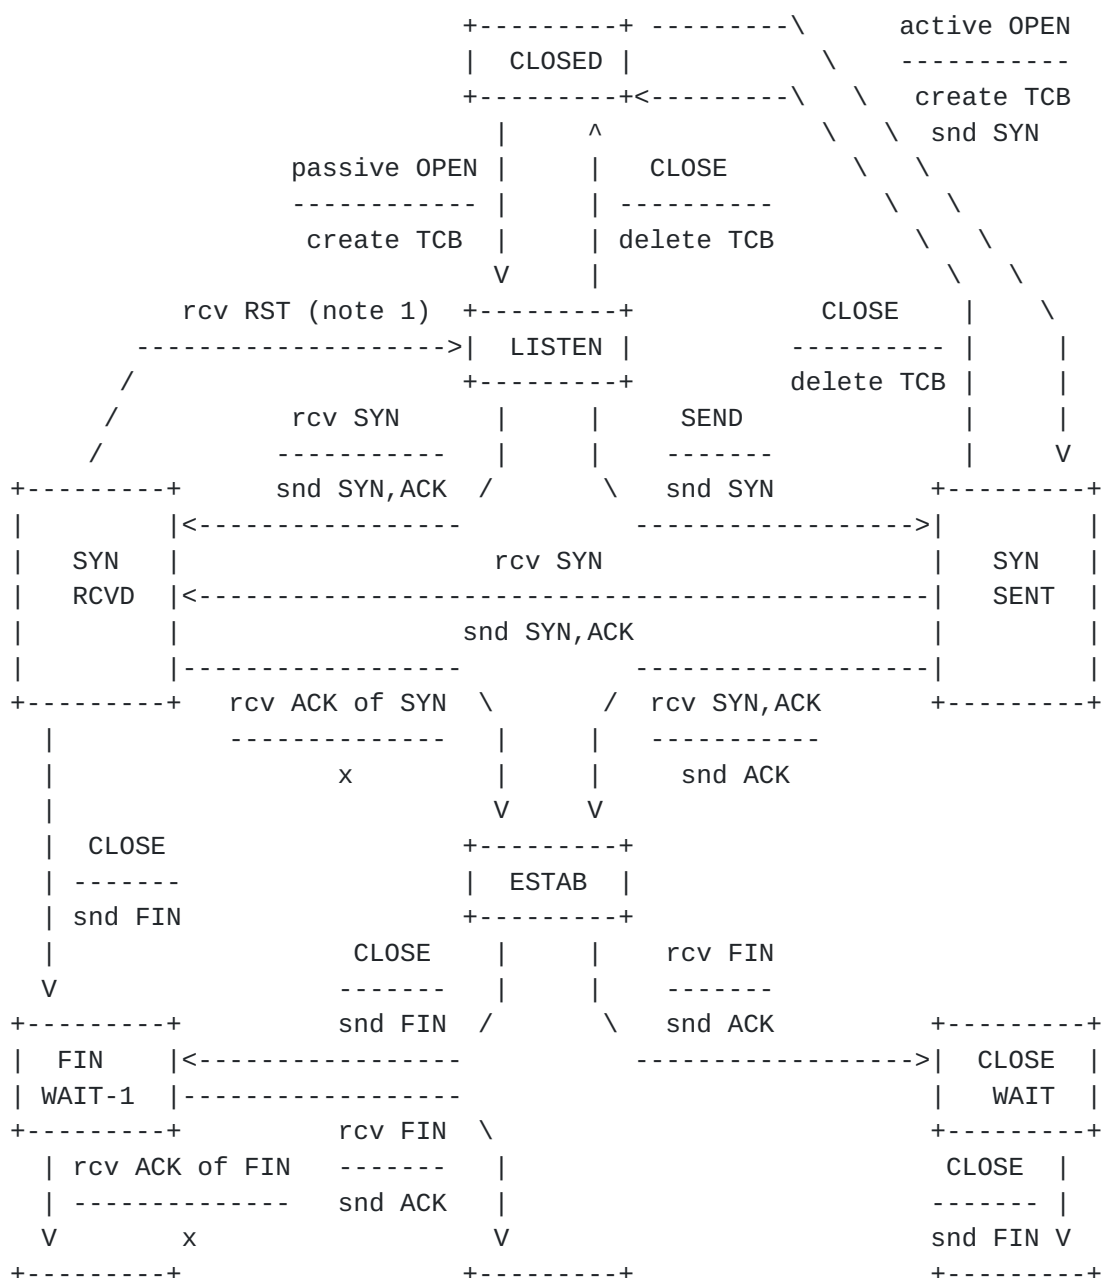 +---------+ ---------\      active OPEN
                             |  CLOSED |            \    -----------
                             +---------+<---------\   \   create TCB
                               |     ^              \   \  snd SYN
                  passive OPEN |     |   CLOSE        \   \
                  ------------ |     | ----------       \   \
                   create TCB  |     | delete TCB         \   \
                               V     |                      \   \
           rcv RST (note 1)  +---------+            CLOSE    |    \
        -------------------->|  LISTEN |          ---------- |     |
       /                     +---------+          delete TCB |     |
      /           rcv SYN      |     |     SEND              |     |
     /           -----------   |     |    -------            |     V
+---------+      snd SYN,ACK  /       \   snd SYN          +---------+
|         |<------------------         ------------------>|         |
|   SYN   |                    rcv SYN                     |   SYN   |
|   RCVD  |<-----------------------------------------------|   SENT  |
|         |                  snd SYN,ACK                   |         |
|         |------------------         -------------------|         |
+---------+   rcv ACK of SYN  \       /  rcv SYN,ACK       +---------+
  |           --------------   |     |   -----------
  |                  x         |     |     snd ACK
  |                            V     V
  |  CLOSE                   +---------+
  | -------                  |  ESTAB  |
  | snd FIN                  +---------+
  |                   CLOSE    |     |    rcv FIN
  V                  -------   |     |    -------
+---------+          snd FIN  /       \   snd ACK          +---------+
|  FIN    |<------------------         ------------------>|  CLOSE  |
| WAIT-1  |------------------                              |   WAIT  |
+---------+          rcv FIN  \                            +---------+
  | rcv ACK of FIN   -------   |                            CLOSE  |
  | --------------   snd ACK   |                           ------- |
  V        x                   V                           snd FIN V
+---------+                  +---------+                   +---------+